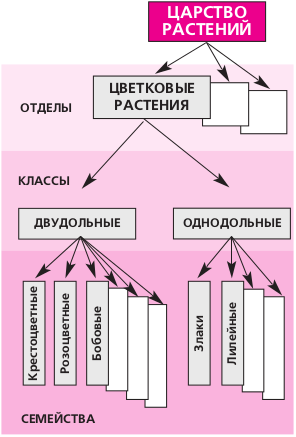 ЦАРСТВО
РАСТЕНИЙ
ОТДЕЛЫ
ЦВЕТКОВЫЕ
РАСТЕНИЯ
КЛАССЫ
ДВУДОЛЬНЫЕ
ОДНОДОЛЬНЫЕ
Крестоцветные
Розоцветные
Бобовые
Злаки
Лилейные
СЕМЕЙСТВА